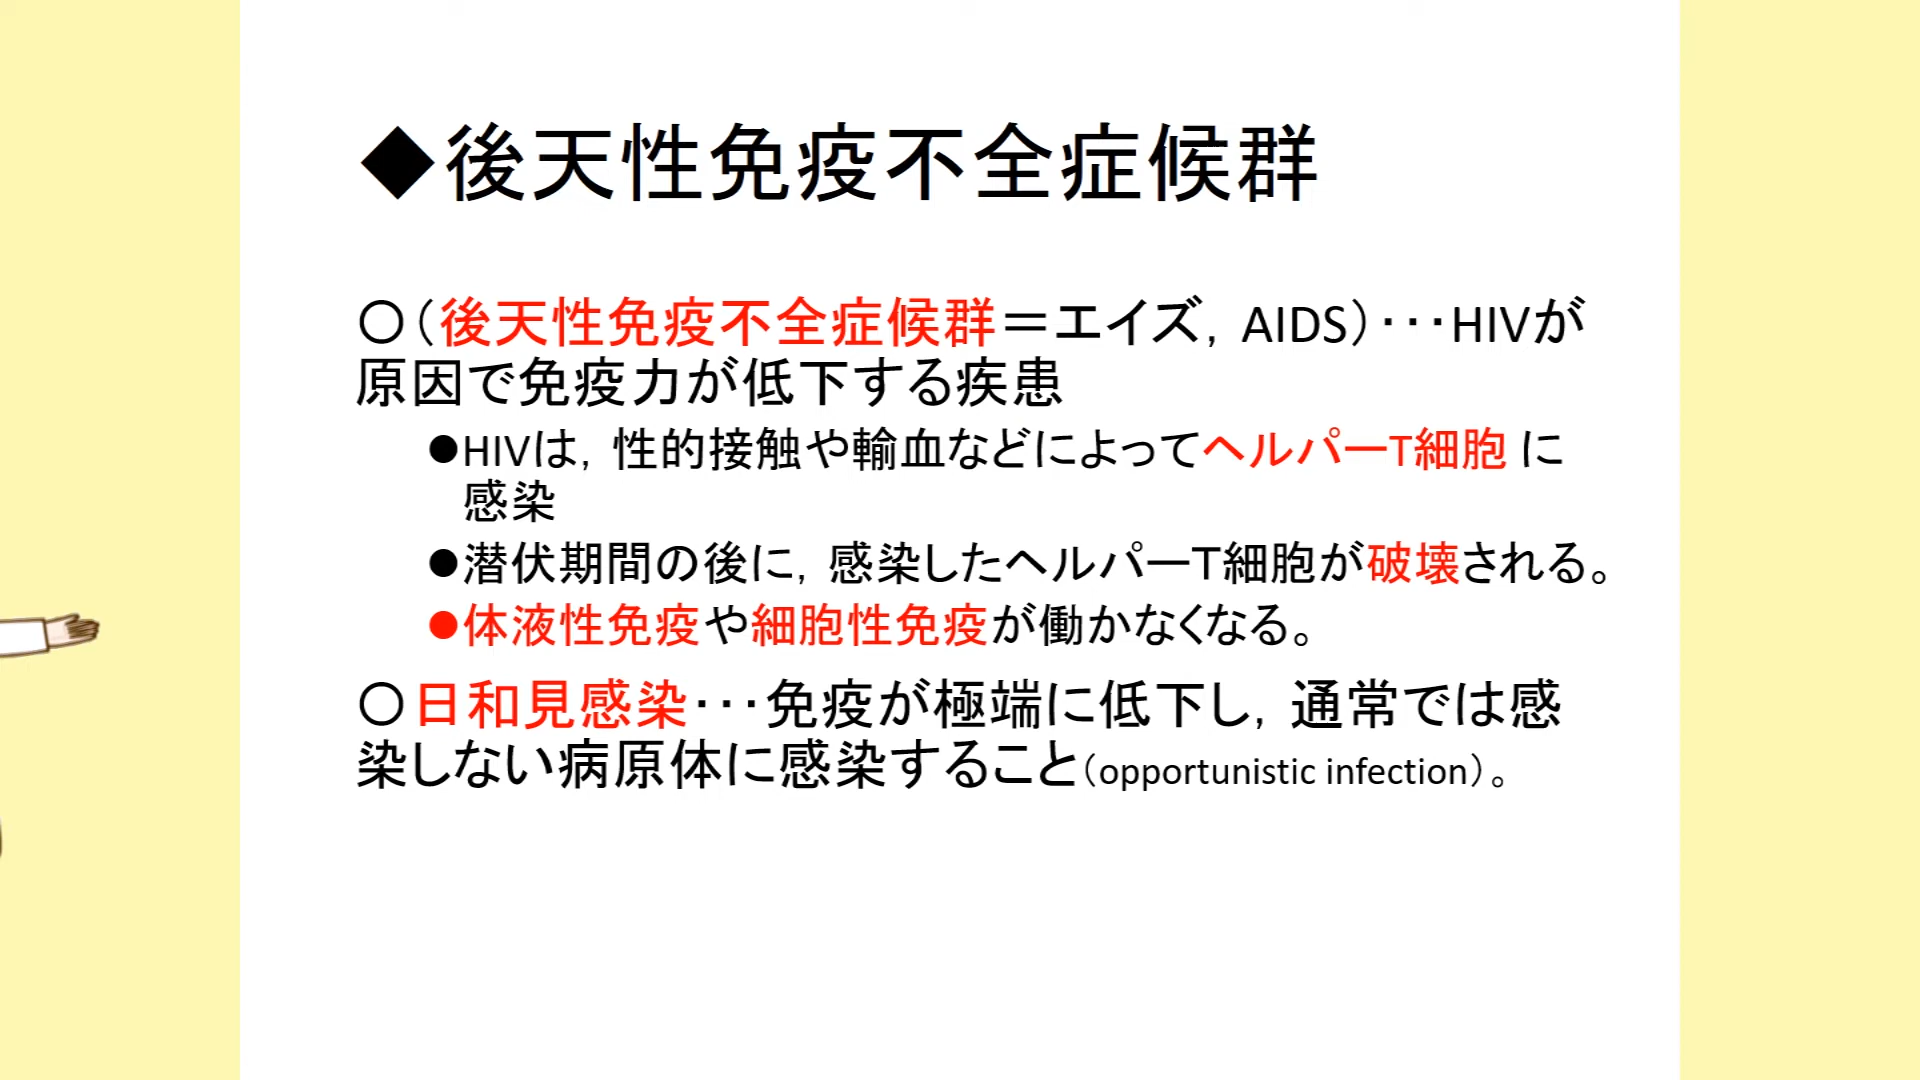 ◆後天性免疫不全症候群
○（後天性免疫不全症候群＝エイズ，AIDS）･･･HIVが
原因で免疫力が低下する疾患
●HIVは，性的接触や輸血などによってヘルパーT細胞 に
感染
●潜伏期間の後に，感染したヘルパーT細胞が破壊される。
●体液性免疫や細胞性免疫が働かなくなる。
○日和見感染･･･免疫が極端に低下し，通常では感
染しない病原体に感染すること（opportunistic infection）。